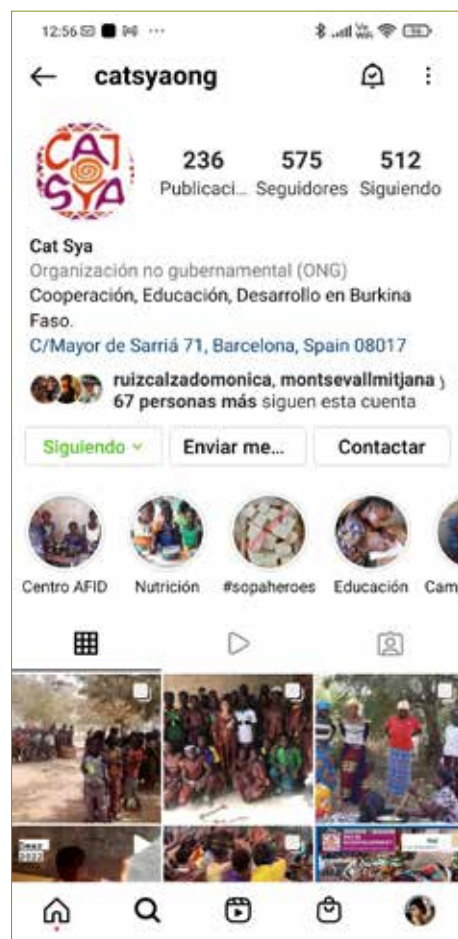 12:56
catsyaong
CAT
SYA
236
575
512
Publicaci...
Seguidores
Siguiendo
Cat Sya
Organización no gubernamental (ONG)
Cooperación, Educación, Desarrollo en Burkina
Faso.
C/Mayor de Sarriá 71, Barcelona, Spain 08017
ruizcalzadomonica, montsevallmitjana y
67 personas más siguen esta cuenta
Siguiendo
Enviar me...
Contactar
Centro AFID
Nutrición
#sopaheroes
Educación
Cam